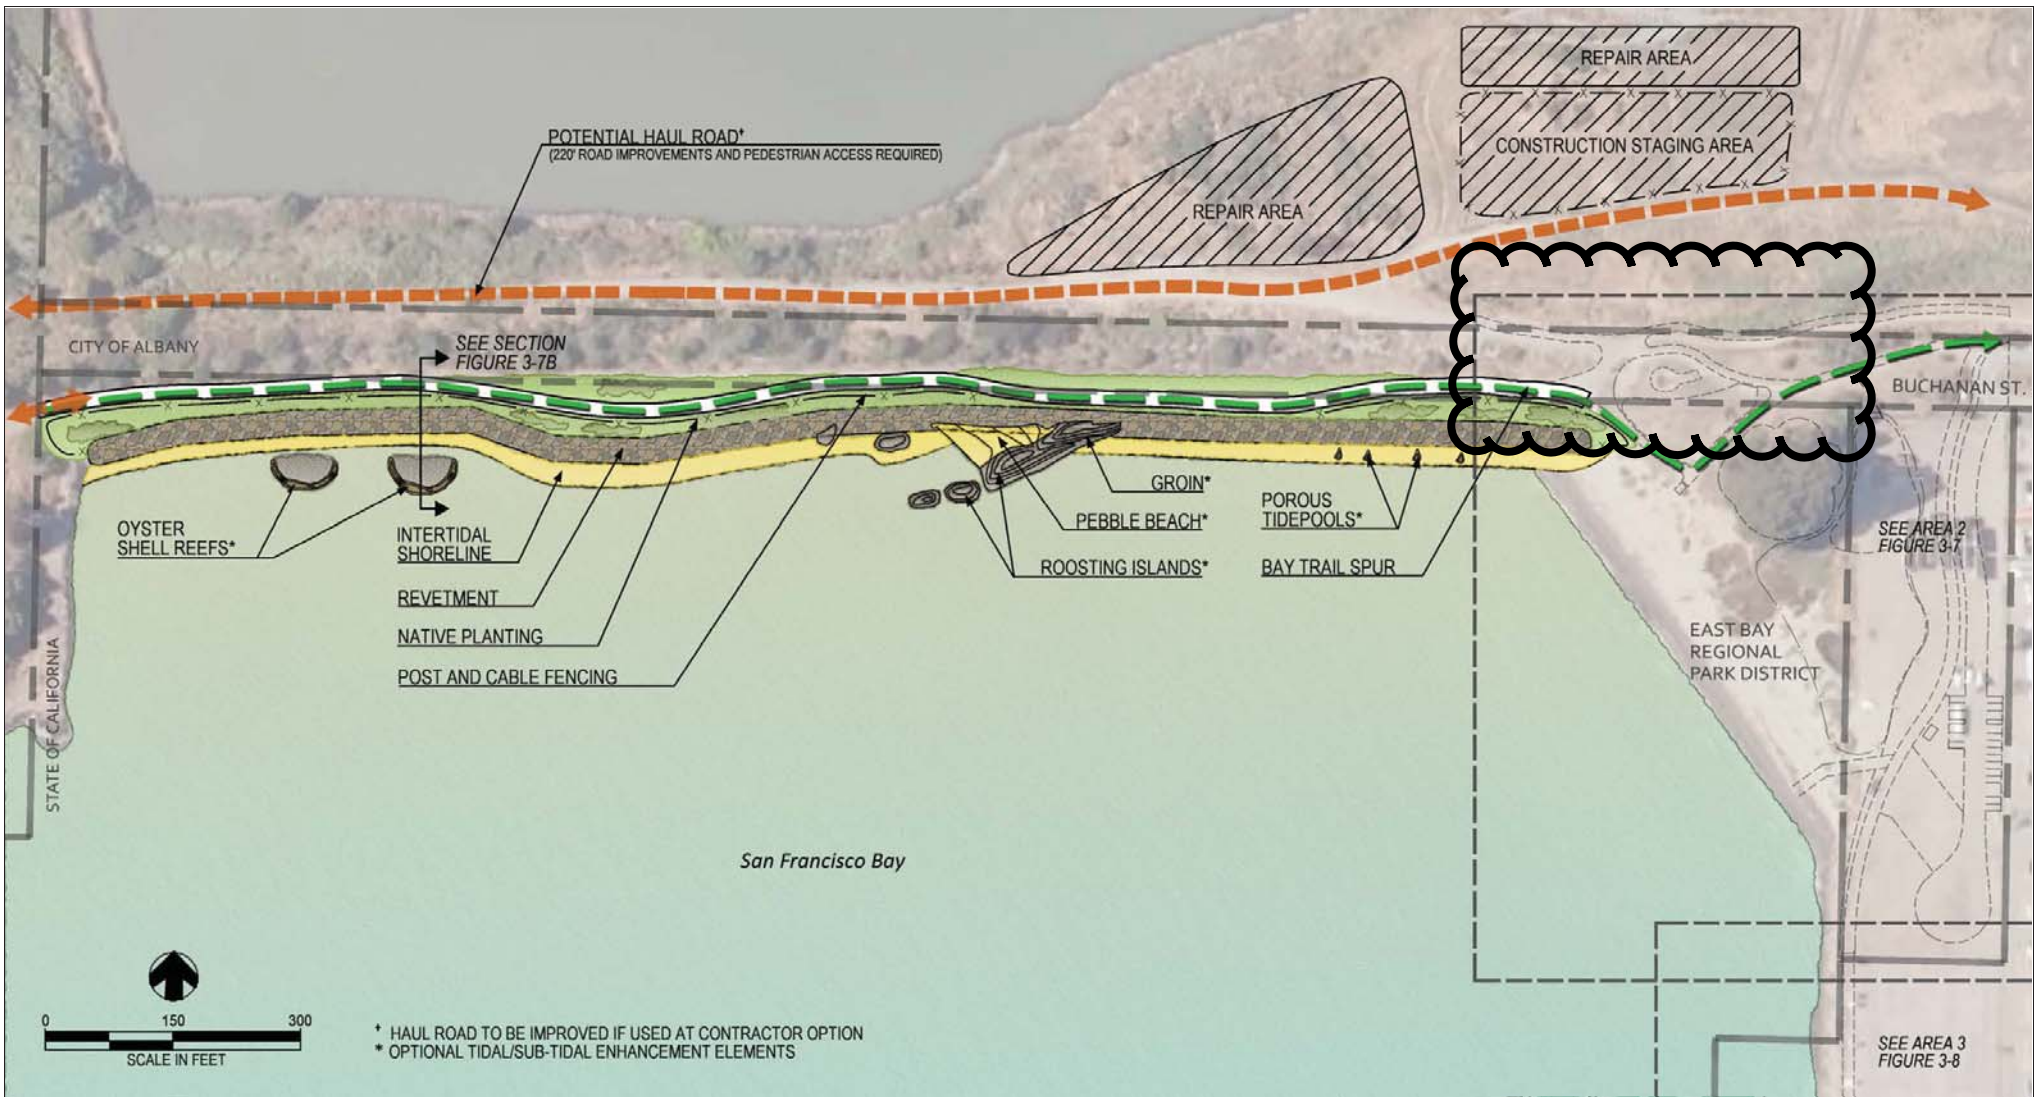 REPAIR AREA
CONSTRUCTION STAGING AREA
POTENTIAL HAUL ROAD⁺
(220' ROAD IMPROVEMENTS AND PEDESTRIAN ACCESS REQUIRED)
REPAIR AREA
CITY OF ALBANY
SEE SECTION
FIGURE 3-7B
BUCHANAN ST.
OYSTER
SHELL REEFS*
INTERTIDAL
SHORELINE
REVETMENT
NATIVE PLANTING
POST AND CABLE FENCING
GROIN*
PEBBLE BEACH*
ROOSTING ISLANDS*
POROUS
TIDEPOOLS*
BAY TRAIL SPUR
SEE AREA 2
FIGURE 3-7
EAST BAY
REGIONAL
PARK DISTRICT
STATE OF CALIFORNIA
San Francisco Bay
0 150 300
SCALE IN FEET
⁺ HAUL ROAD TO BE IMPROVED IF USED AT CONTRACTOR OPTION
* OPTIONAL TIDAL/SUB-TIDAL ENHANCEMENT ELEMENTS
SEE AREA 3
FIGURE 3-8